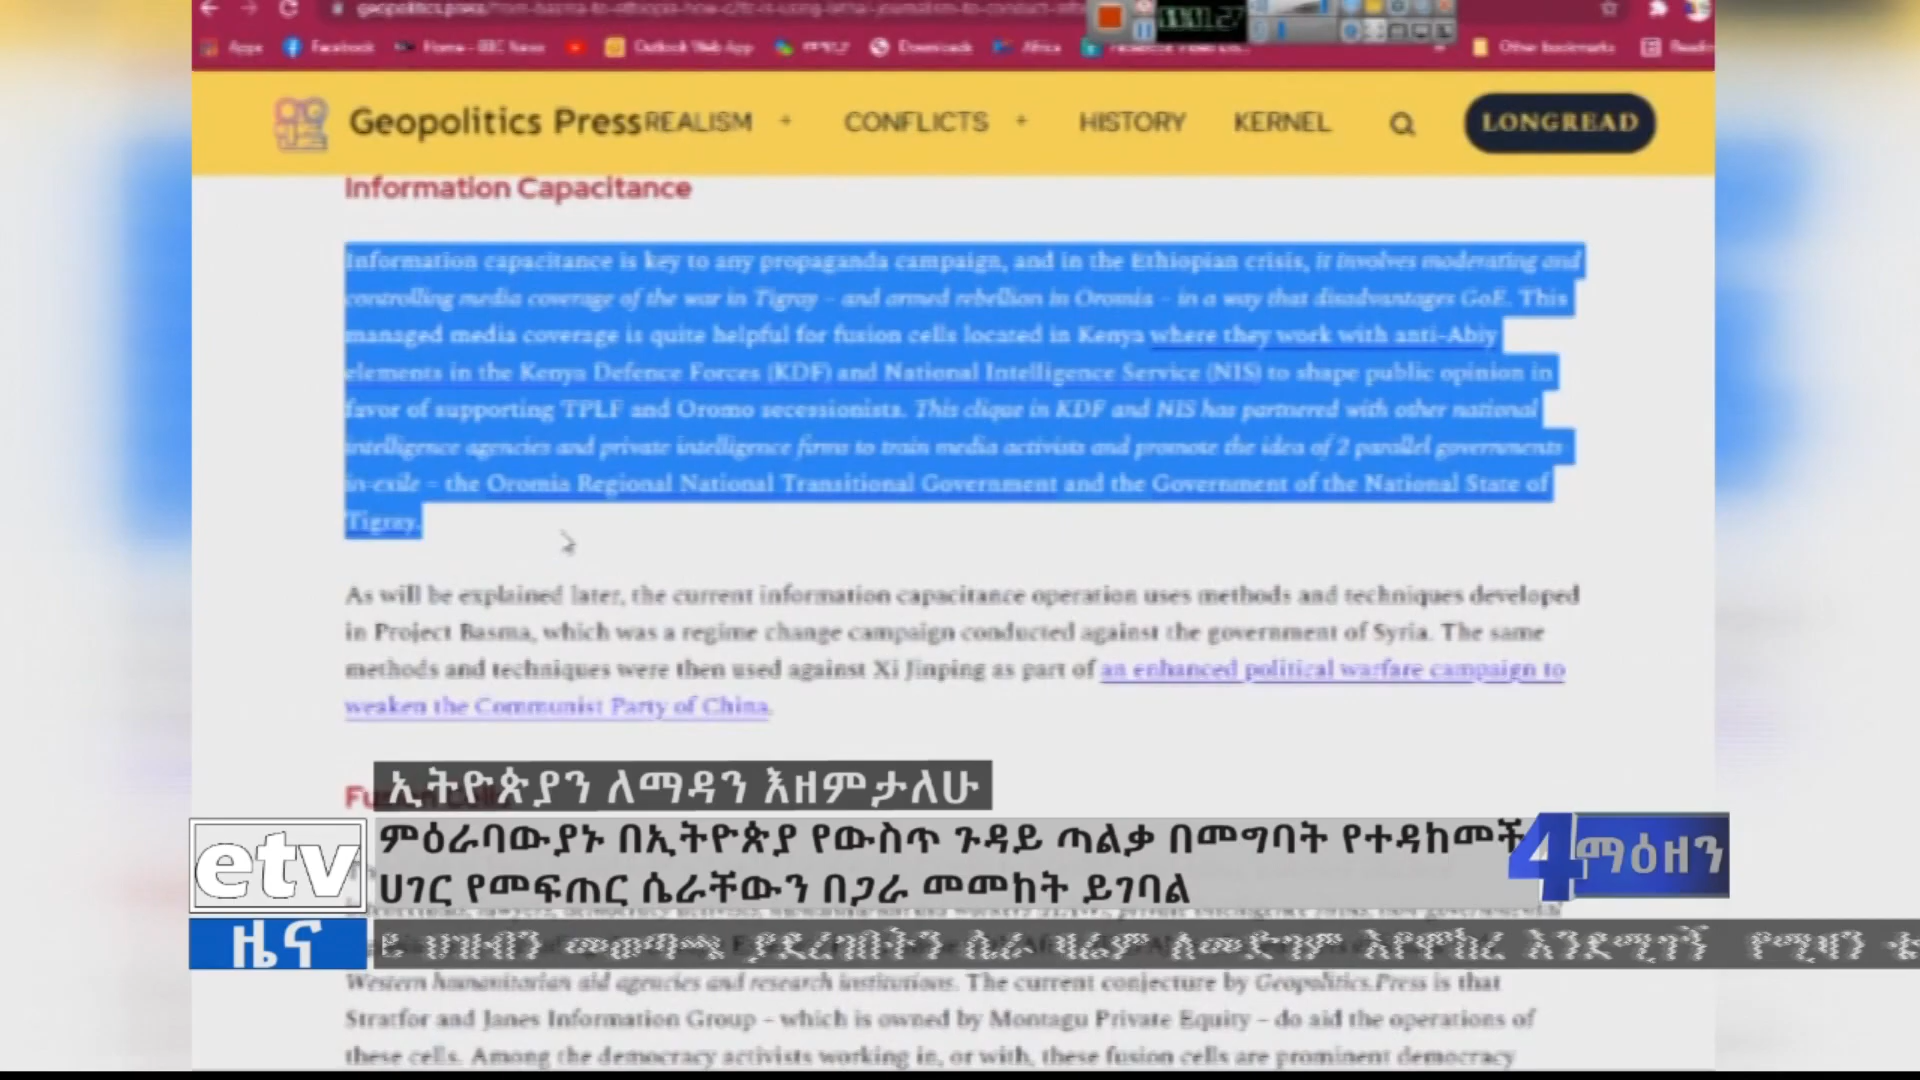 Apps Facebook Home - BBC News Outlook Web App Downloads Africa Other bookmarks
Geopolitics Press REALISM + CONFLICTS + HISTORY KERNEL LONGREAD
Information Capacitance
Information capacitance is key to any propaganda campaign, and in the Ethiopian crisis, it involves moderating and
controlling media coverage of the war in Tigray – and armed rebellion in Oromia – in a way that disadvantages GoE. This
managed media coverage is quite helpful for fusion cells located in Kenya where they work with anti-Abiy
elements in the Kenya Defence Forces (KDF) and National Intelligence Service (NIS) to shape public opinion in
favor of supporting TPLF and Oromo secessionists. This clique in KDF and NIS has partnered with other national
intelligence agencies and private intelligence firms to train media activists and promote the idea of 2 parallel governments
in-exile – the Oromia Regional National Transitional Government and the Government of the National State of
Tigray.
As will be explained later, the current information capacitance operation uses methods and techniques developed
in Project Basma, which was a regime change campaign conducted against the government of Syria. The same
methods and techniques were then used against Xi Jinping as part of an enhanced political warfare campaign to
weaken the Communist Party of China.
ኢትዮጵያን ለማዳን እዘምታለሁ
etv
ምዕራባውያኑ በኢትዮጵያ የውስጥ ጉዳይ ጣልቃ በመግባት የተዳከመች
ሀገር የመፍጠር ሴራቸውን በጋራ መመከት ይገባል
4 ማዕዘን
ዜና
Western humanitarian aid agencies and research institutions. The current conjecture by Geopolitics.Press is that
Stratfor and Janes Information Group – which is owned by Montagu Private Equity – do aid the operations of
these cells. Among the democracy activists working in, or with, these fusion cells are prominent democracy